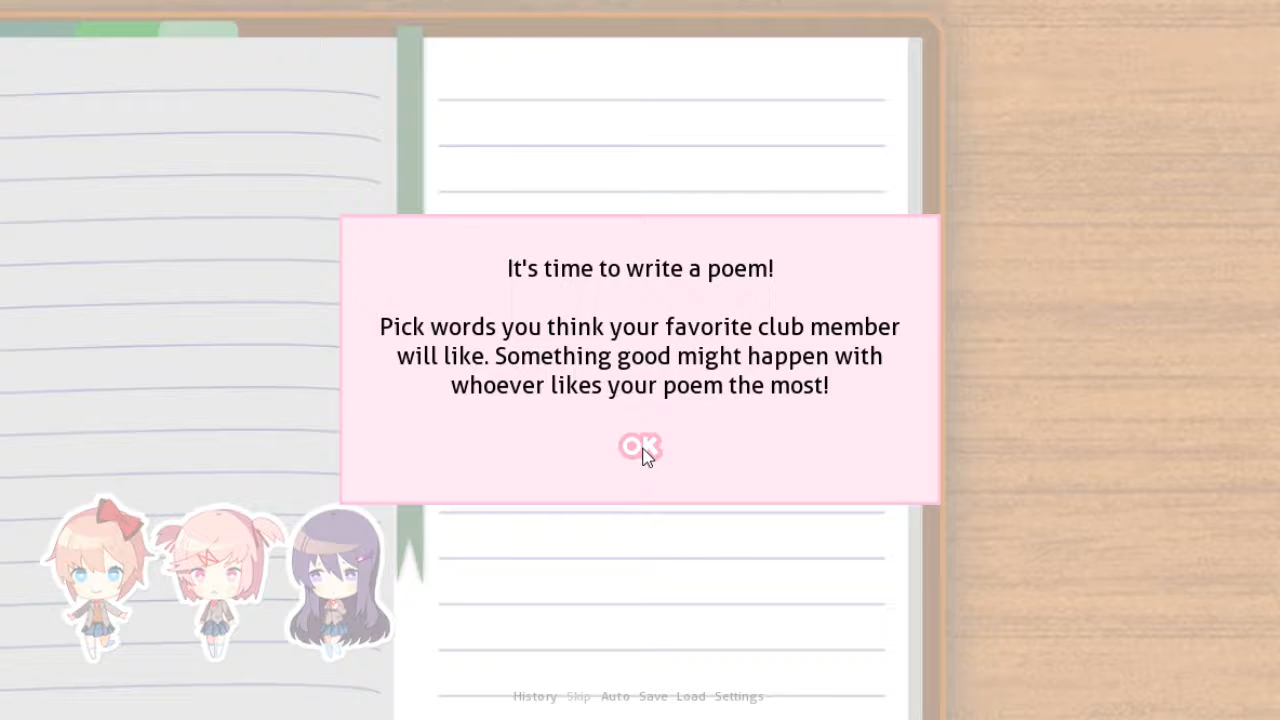 It's time to write a poem!
Pick words you think your favorite club member
will like. Something good might happen with
whoever likes your poem the most!
OK
History Skip Auto Save Load Settings